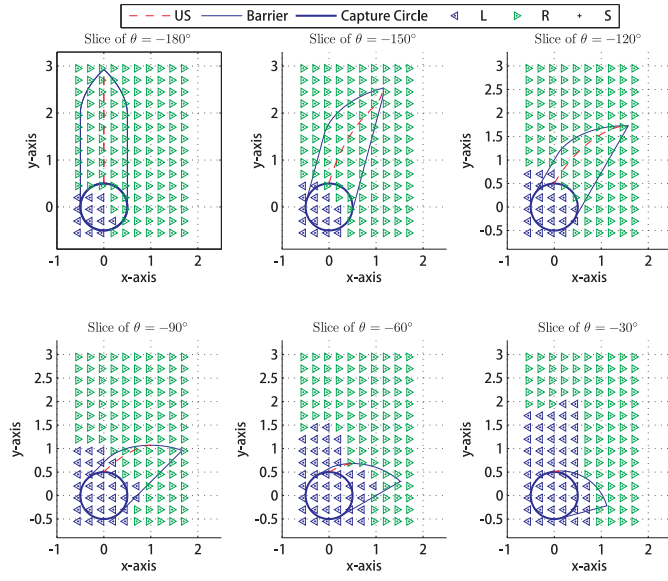 US Barrier Capture Circle L R S
Slice of θ = −180° Slice of θ = −150° Slice of θ = −120°
3
2.5
2
1
0
y-axis
-1 0 1 2
x-axis
3
2
1
0
y-axis
-1 0 1 2
x-axis
3
2.5
2
1.5
1
0.5
0
-0.5
y-axis
-1 0 1 2
x-axis
Slice of θ = −90° Slice of θ = −60° Slice of θ = −30°
3
2.5
2
1.5
1
0.5
0
-0.5
y-axis
-1 0 1 2
x-axis
3
2.5
2
1.5
1
0.5
0
-0.5
y-axis
-1 0 1 2
x-axis
3
2.5
2
1.5
1
0.5
0
-0.5
y-axis
-1 0 1 2
x-axis